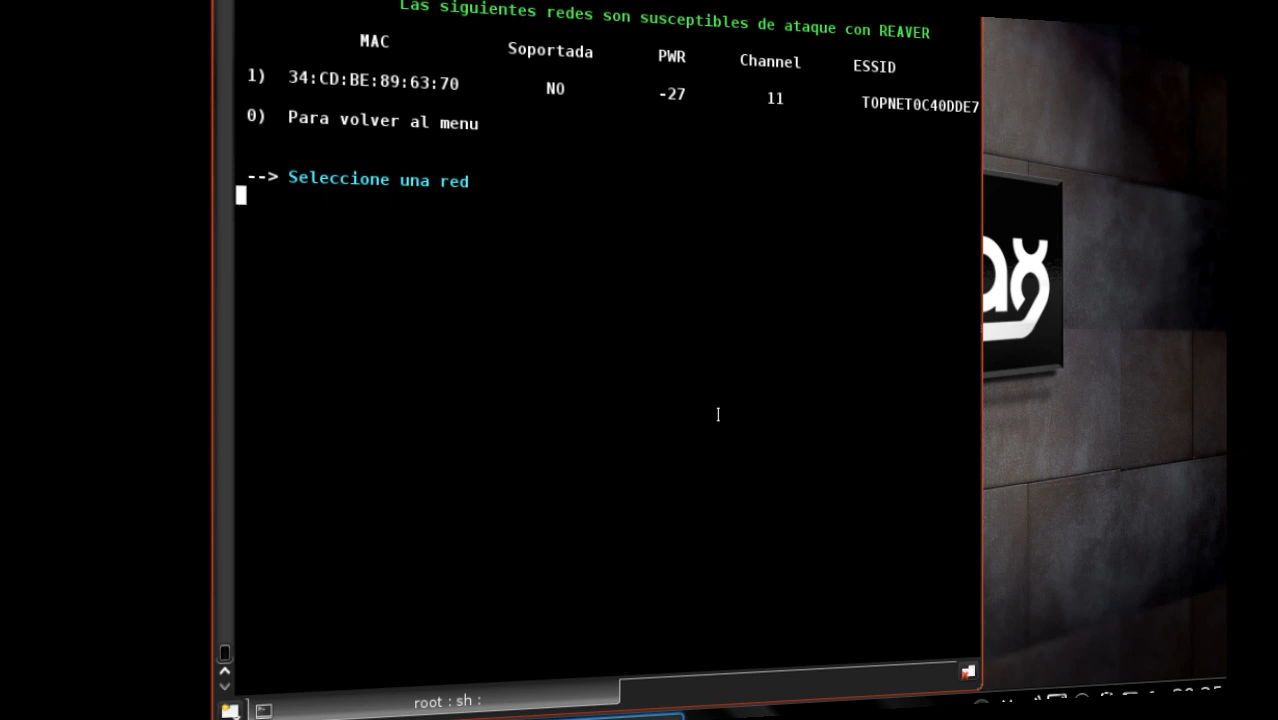 Las siguientes redes son susceptibles de ataque con REAVER
MAC Soportada PWR Channel ESSID
1) 34:CD:BE:89:63:70 NO -27 11 TOPNET0C40DDE7
0) Para volver al menu
--> Seleccione una red
root : sh :